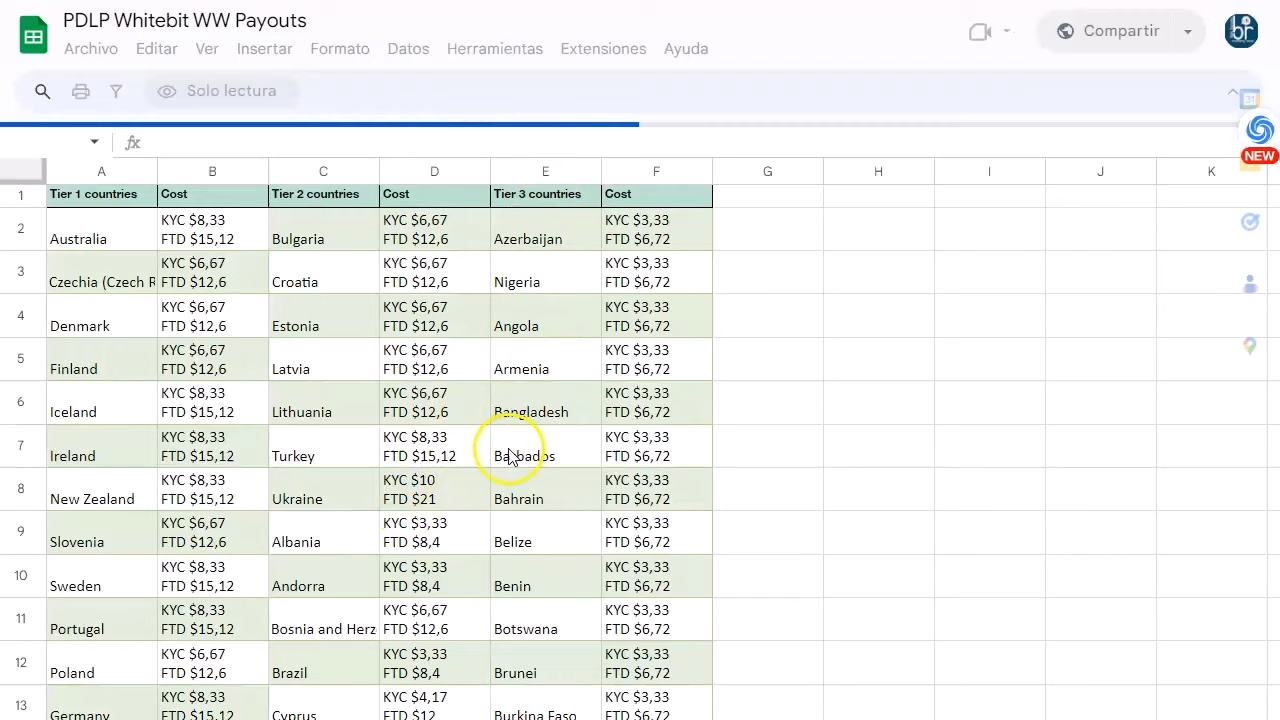 PDLP Whitebit WW Payouts
Archivo Editar Ver Insertar Formato Datos Herramientas Extensiones Ayuda
Compartir
Solo lectura
31
NEW
fx
A B C D E F G H I J K
1 Tier 1 countries Cost Tier 2 countries Cost Tier 3 countries Cost
KYC $8,33 KYC $6,67 KYC $3,33
2 Australia FTD $15,12 Bulgaria FTD $12,6 Azerbaijan FTD $6,72
KYC $6,67 KYC $6,67 KYC $3,33
3 Czechia (Czech R FTD $12,6 Croatia FTD $12,6 Nigeria FTD $6,72
KYC $6,67 KYC $6,67 KYC $3,33
4 Denmark FTD $12,6 Estonia FTD $12,6 Angola FTD $6,72
KYC $6,67 KYC $6,67 KYC $3,33
5 Finland FTD $12,6 Latvia FTD $12,6 Armenia FTD $6,72
KYC $8,33 KYC $6,67 KYC $3,33
6 Iceland FTD $15,12 Lithuania FTD $12,6 Bangladesh FTD $6,72
KYC $8,33 KYC $8,33 KYC $3,33
7 Ireland FTD $15,12 Turkey FTD $15,12 Barbados FTD $6,72
KYC $8,33 KYC $10 KYC $3,33
8 New Zealand FTD $15,12 Ukraine FTD $21 Bahrain FTD $6,72
KYC $6,67 KYC $3,33 KYC $3,33
9 Slovenia FTD $12,6 Albania FTD $8,4 Belize FTD $6,72
KYC $8,33 KYC $3,33 KYC $3,33
10 Sweden FTD $15,12 Andorra FTD $8,4 Benin FTD $6,72
KYC $8,33 KYC $6,67 KYC $3,33
11 Portugal FTD $15,12 Bosnia and Herz FTD $12,6 Botswana FTD $6,72
KYC $6,67 KYC $3,33 KYC $3,33
12 Poland FTD $12,6 Brazil FTD $8,4 Brunei FTD $6,72
KYC $8,33 KYC $4,17 KYC $3,33
13 Germany FTD $15,12 Cyprus FTD $12 Burkina Faso FTD $6,72